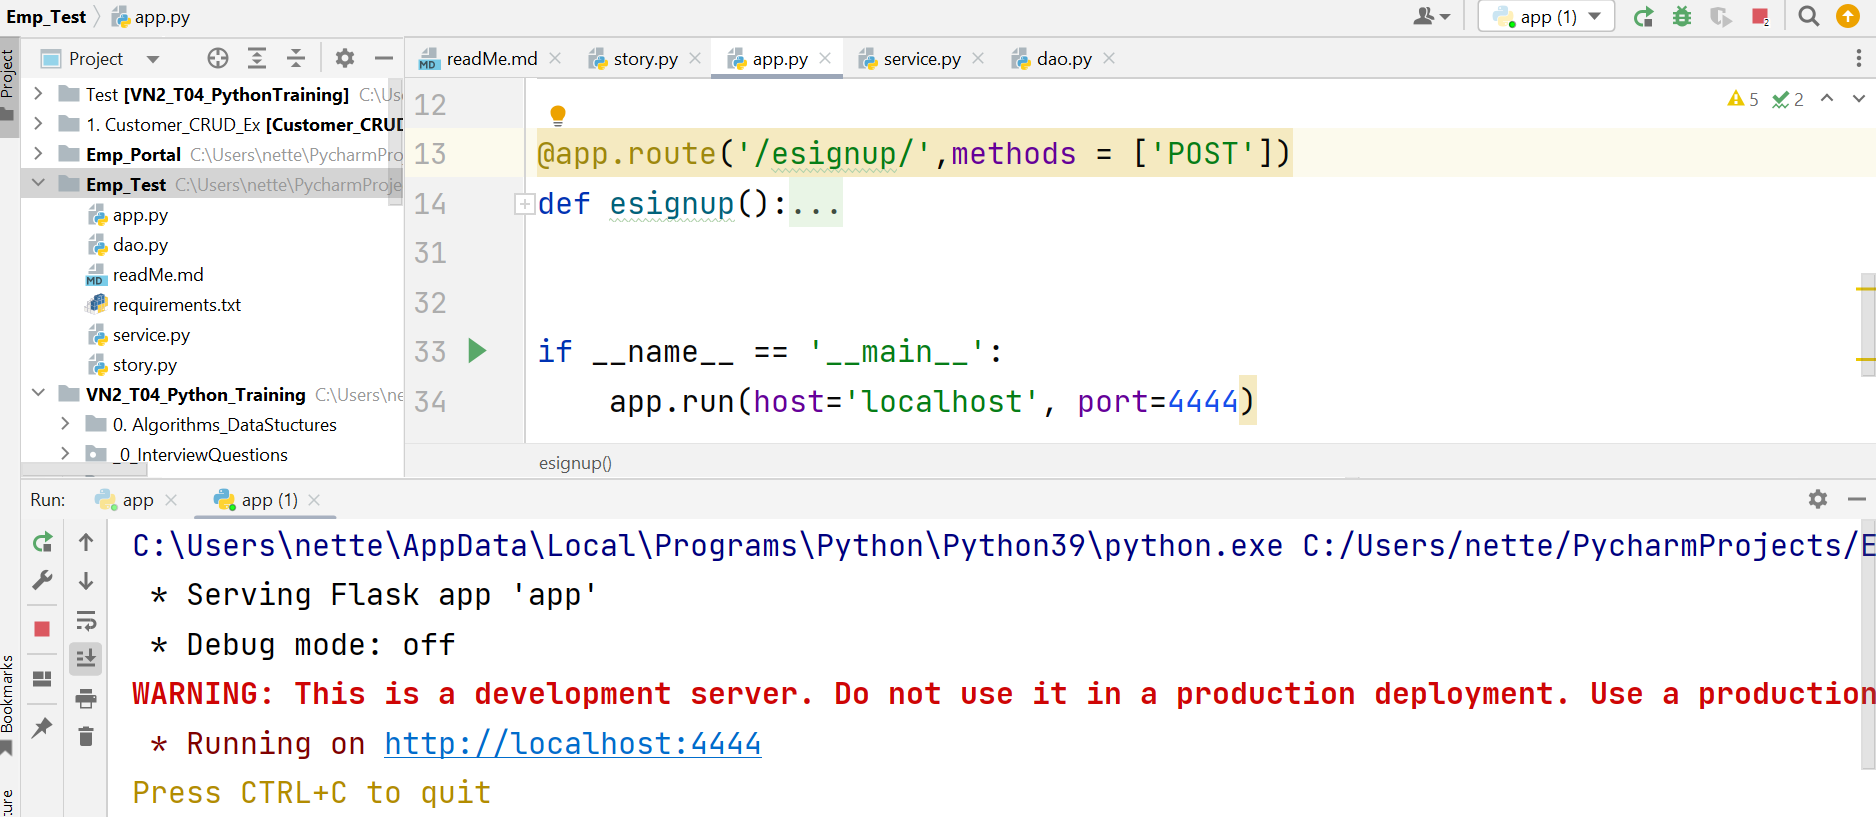 Emp_Test app.py
app (1)
2
Project
Project
readMe.md
story.py
app.py
service.py
dao.py
Test [VN2_T04_PythonTraining] C:\Us
1. Customer_CRUD_Ex [Customer_CRUD
Emp_Portal C:\Users\nette\PycharmPro
Emp_Test C:\Users\nette\PycharmProje
app.py
dao.py
MD readMe.md
requirements.txt
service.py
story.py
VN2_T04_Python_Training C:\Users\ne
0. Algorithms_DataStuctures
_0_InterviewQuestions
5 2
12
13 @app.route('/esignup/',methods = ['POST'])
14 def esignup():...
31
32
33 if __name__ == '__main__':
34 app.run(host='localhost', port=4444)
esignup()
Run: app app (1)
C:\Users\nette\AppData\Local\Programs\Python\Python39\python.exe C:/Users/nette/PycharmProjects/E
* Serving Flask app 'app'
* Debug mode: off
WARNING: This is a development server. Do not use it in a production deployment. Use a production
* Running on http://localhost:4444
Press CTRL+C to quit
Bookmarks
ture